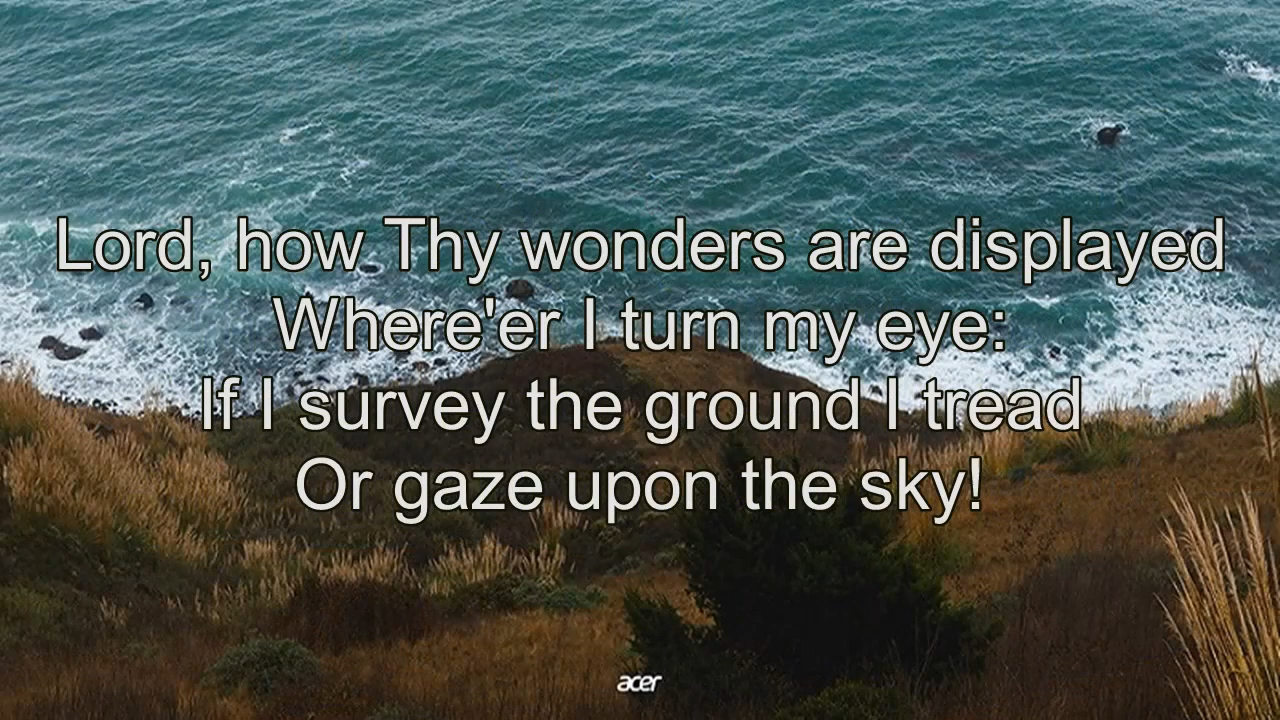 Lord, how Thy wonders are displayed
Where'er I turn my eye:
If I survey the ground I tread
Or gaze upon the sky!
acer